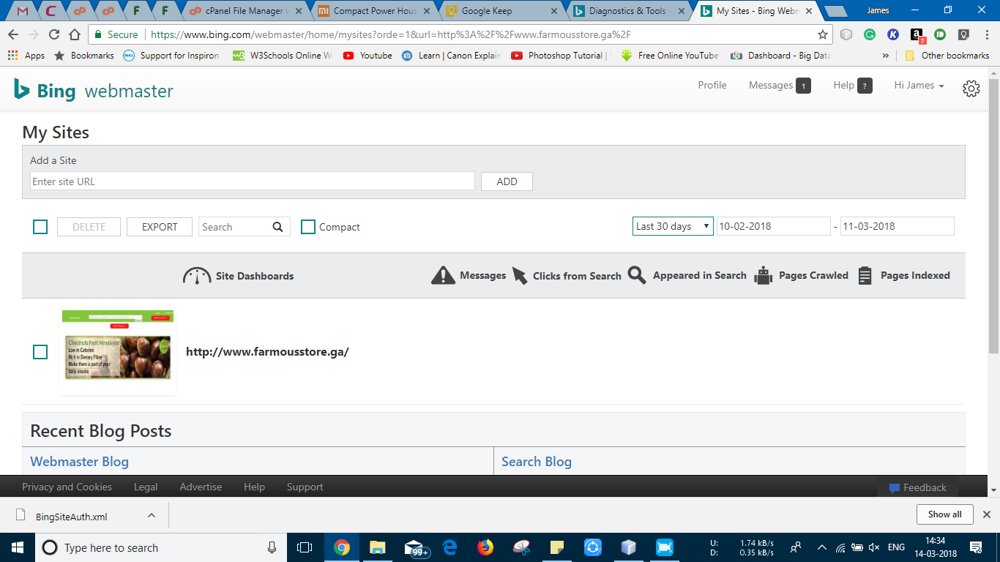 cPanel File Manager v
Compact Power Hous
Google Keep
Diagnostics & Tools -
My Sites - Bing Webm
James
Secure
https://www.bing.com/webmaster/home/mysites?orde=1&url=http%3A%2F%2Fwww.farmousstore.ga%2F
7
Apps
Bookmarks
Support for Inspiron
W3Schools Online W
Youtube
Learn | Canon Explain
Photoshop Tutorial |
Free Online YouTube
Dashboard - Big Data
»
Other bookmarks
Bing webmaster
Profile
Messages 1
Help ?
Hi James
My Sites
Add a Site
Enter site URL
ADD
DELETE
EXPORT
Search
Compact
Last 30 days
10-02-2018 - 11-03-2018
Site Dashboards
Messages
Clicks from Search
Appeared in Search
Pages Crawled
Pages Indexed
Chestnuts from Himalayas
Low in Calories
Rich in Dietary Fibre
Make them a part of your
daily snacks
http://www.farmousstore.ga/
Recent Blog Posts
Webmaster Blog
Search Blog
Privacy and Cookies
Legal
Advertise
Help
Support
Feedback
BingSiteAuth.xml
Show all
Type here to search
99+
U: 1.74 kB/s
D: 0.35 kB/s
ENG
14:34
14-03-2018